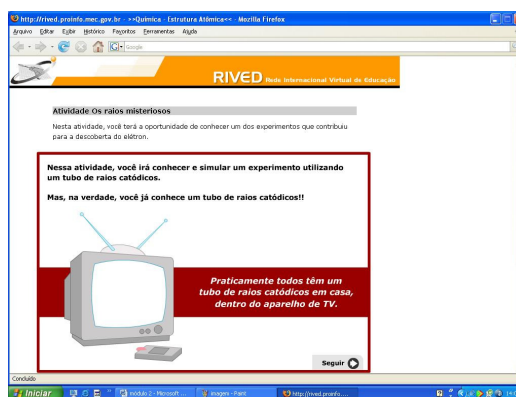 http://rived.proinfo.mec.gov.br - >>Química - Estrutura Atômica<< - Mozilla Firefox
Arquivo Editar Exibir Histórico Favoritos Ferramentas Ajuda
Google
RIVED Rede Internacional Virtual de Educação
Atividade Os raios misteriosos
Nesta atividade, você terá a oportunidade de conhecer um dos experimentos que contribuiu
para a descoberta do elétron.
Nessa atividade, você irá conhecer e simular um experimento utilizando
um tubo de raios catódicos.
Mas, na verdade, você já conhece um tubo de raios catódicos!!
Praticamente todos têm um
tubo de raios catódicos em casa,
dentro do aparelho de TV.
Seguir
Concluído
Iniciar módulo 2 - Microsoft ... imagem - Paint http://rived.proinfo....